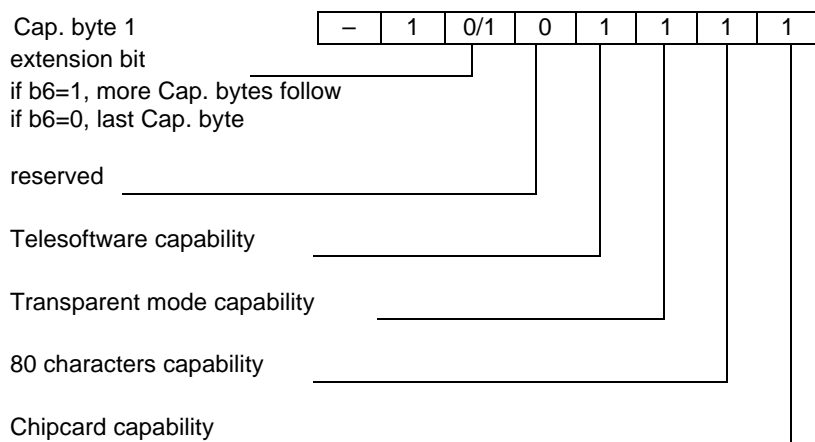 Cap. byte 1 – 1 0/1 0 1 1 1 1
extension bit
if b6=1, more Cap. bytes follow
if b6=0, last Cap. byte
reserved
Telesoftware capability
Transparent mode capability
80 characters capability
Chipcard capability